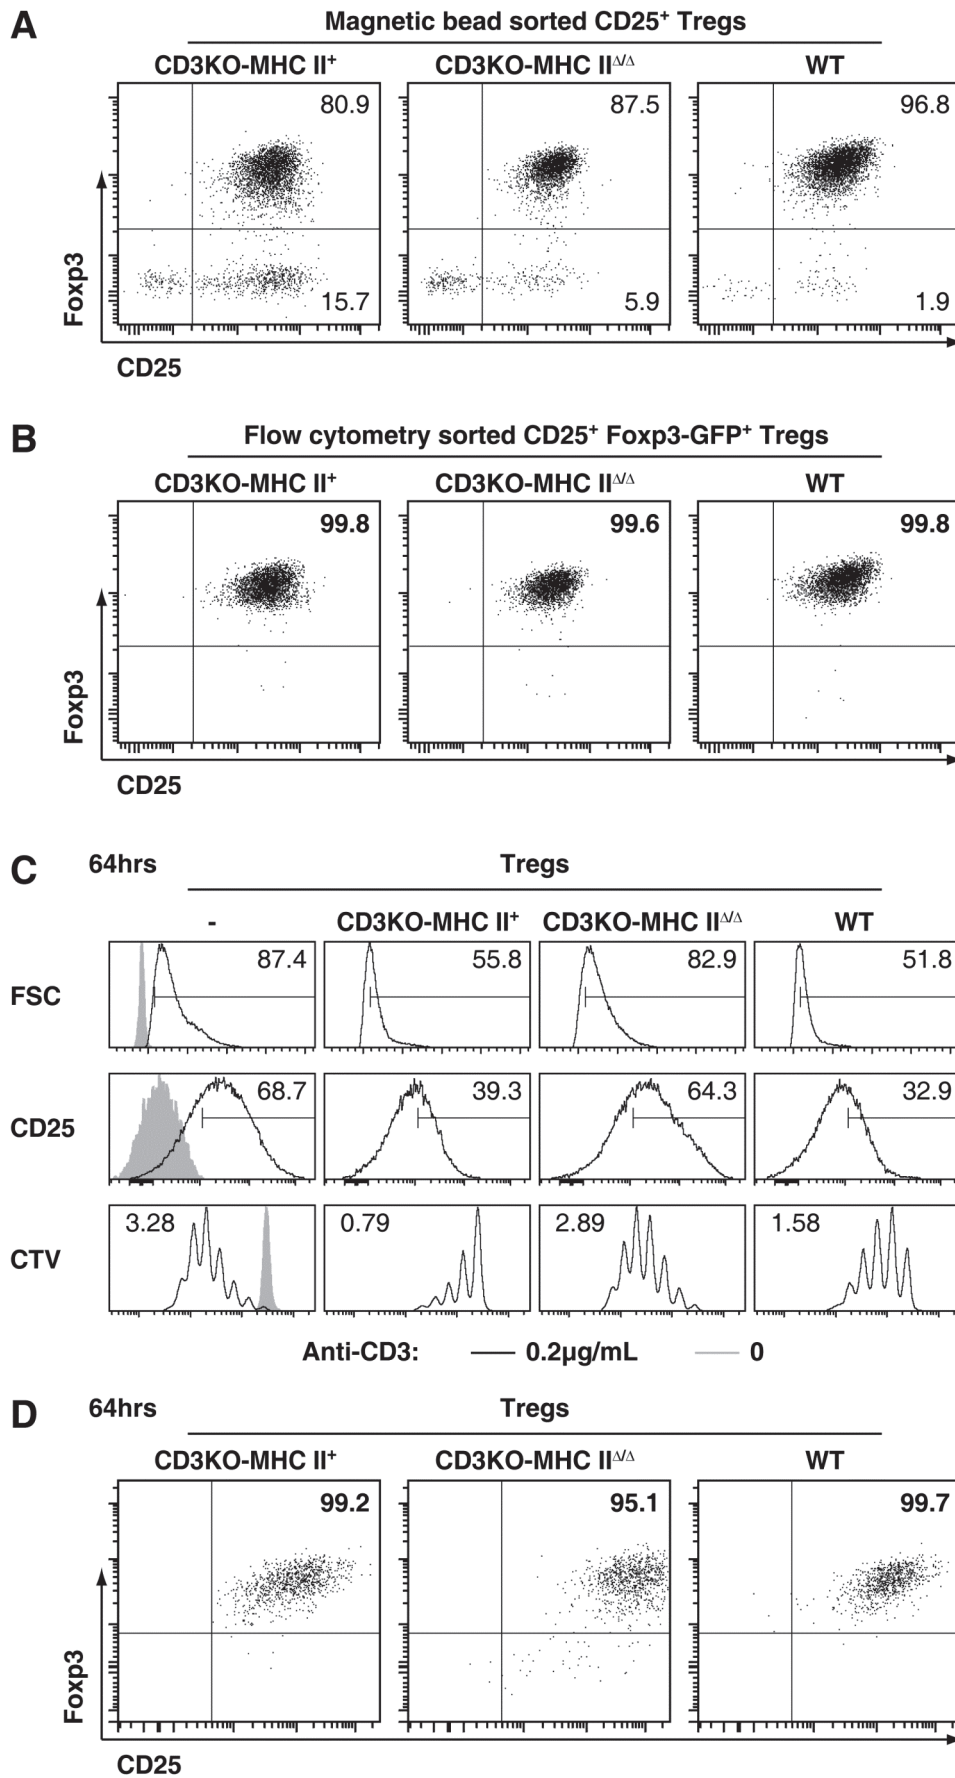 A
Magnetic bead sorted CD25⁺ Tregs
CD3KO-MHC II⁺ CD3KO-MHC IIᐞ/ᐞ WT
80.9 87.5 96.8
15.7 5.9 1.9
Foxp3
CD25
B
Flow cytometry sorted CD25⁺ Foxp3-GFP⁺ Tregs
CD3KO-MHC II⁺ CD3KO-MHC IIᐞ/ᐞ WT
99.8 99.6 99.8
Foxp3
CD25
C 64hrs Tregs
- CD3KO-MHC II⁺ CD3KO-MHC IIᐞ/ᐞ WT
FSC 87.4 55.8 82.9 51.8
CD25 68.7 39.3 64.3 32.9
CTV 3.28 0.79 2.89 1.58
Anti-CD3: 0.2µg/mL 0
D 64hrs Tregs
CD3KO-MHC II⁺ CD3KO-MHC IIᐞ/ᐞ WT
99.2 95.1 99.7
Foxp3
CD25